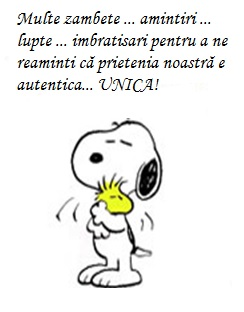 Multe zambete ... amintiri ...
lupte ... imbratisari pentru a ne
reaminti că prietenia noastră e
autentica... UNICA!